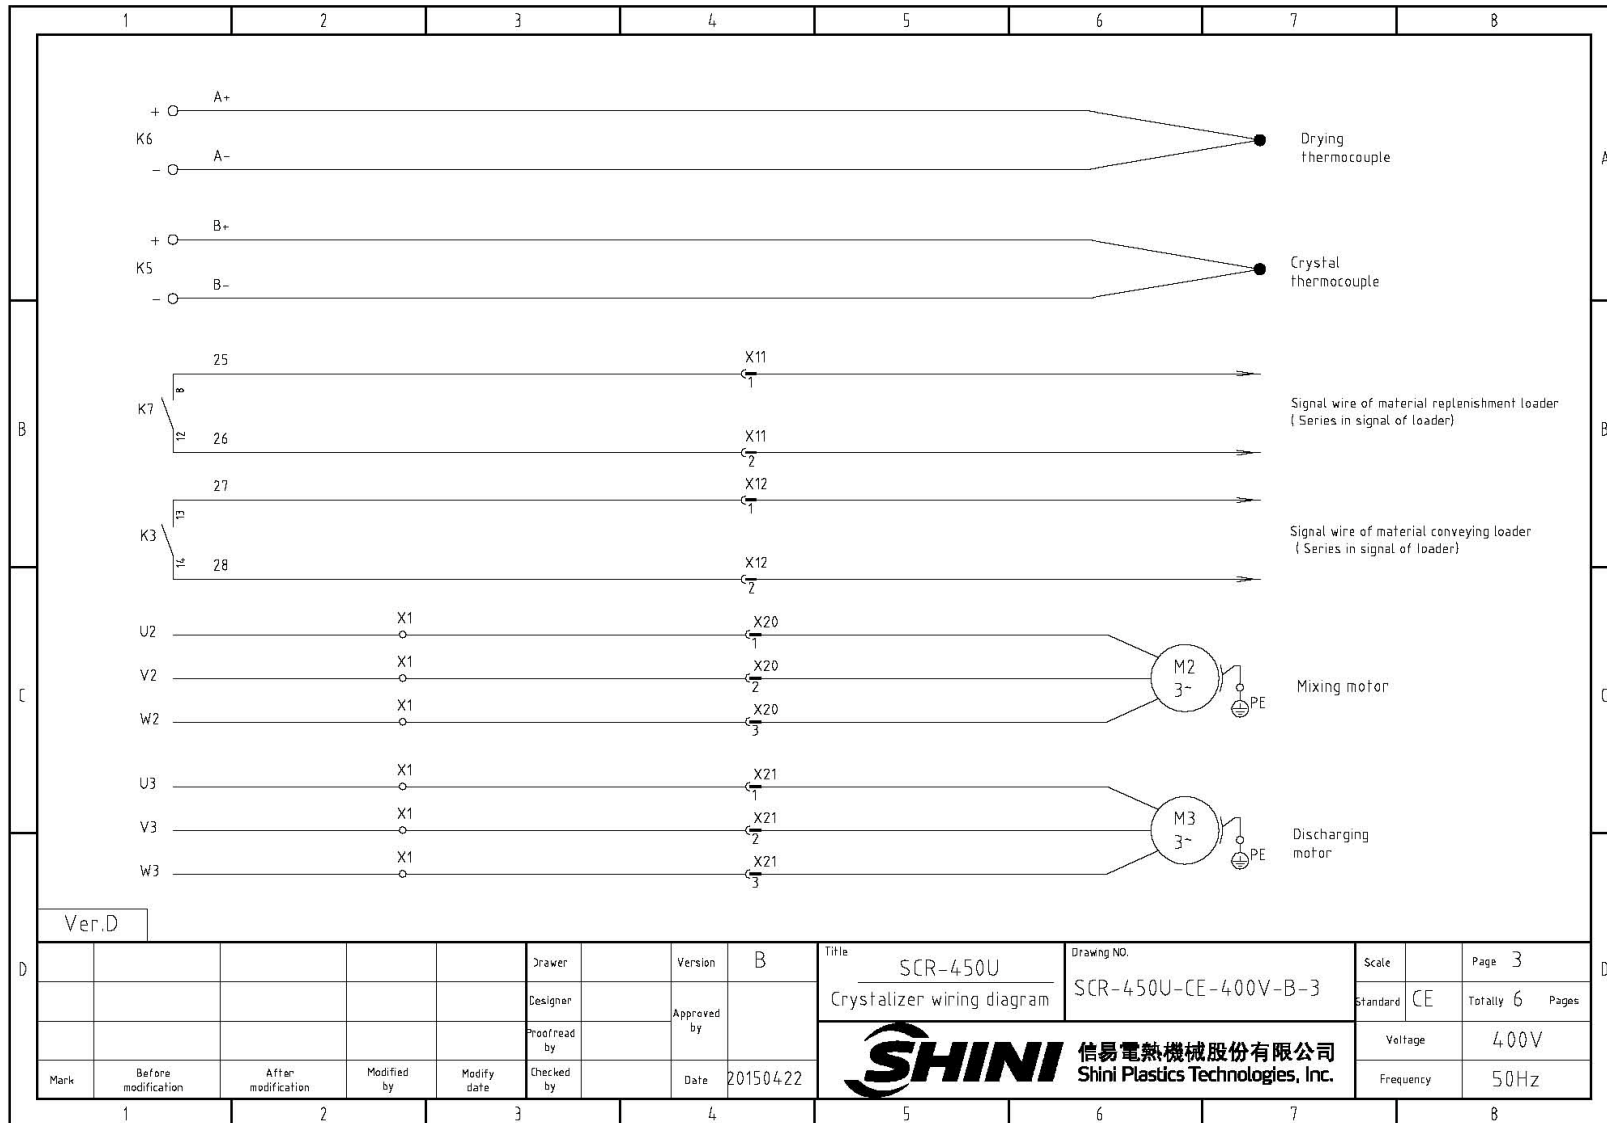 1 2 3 4 5 6 7 8
A+
+
K6
A-
-
Drying
thermocouple
A
B+
+
K5
B-
-
Crystal
thermocouple
25
X11
1
8
K7
12
26
X11
2
Signal wire of material replenishment loader
( Series in signal of loader)
B
B
27
X12
1
13
K3
14
28
X12
2
Signal wire of material conveying loader
( Series in signal of loader)
U2
X1
X20
1
V2
X1
X20
2
W2
X1
X20
3
M2
3~
PE
Mixing motor
C
C
U3
X1
X21
1
V3
X1
X21
2
W3
X1
X21
3
M3
3~
PE
Discharging
motor
Ver.D
D
D
Drawer
Designer
Proofread
by
Checked
by
Version B
Approved
by
Date 20150422
Mark
Before
modification
After
modification
Modified
by
Modify
date
Title
SCR-450U
Crystalizer wiring diagram
Drawing NO.
SCR-450U-CE-400V-B-3
Scale
Page 3
Standard CE
Totally 6 Pages
Voltage 400V
Frequency 50Hz
SHINI
信易電熱機械股份有限公司
Shini Plastics Technologies, Inc.
1 2 3 4 5 6 7 8